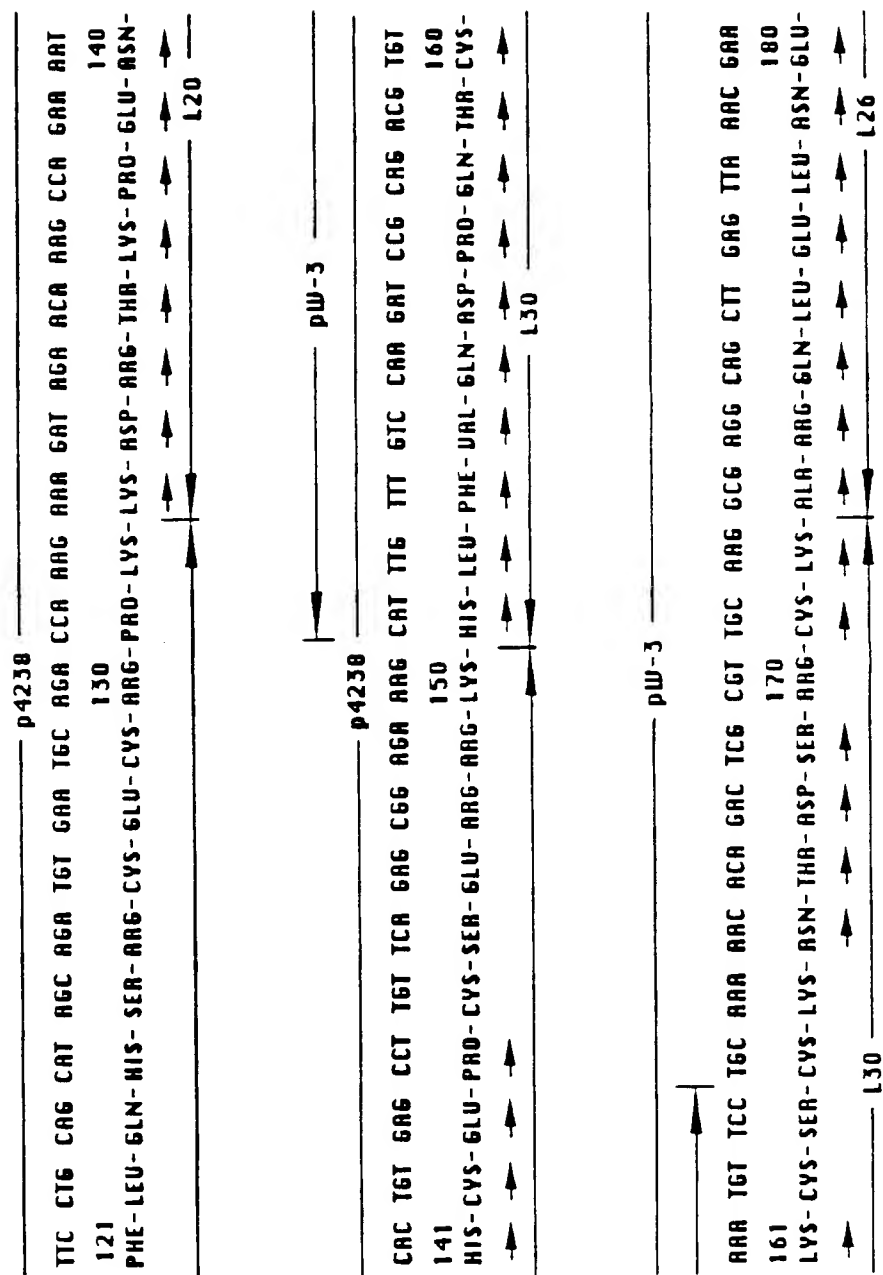 p4238
TTC CTG CAG CAT AGC AGA TGT GAA TGC AGA CCA AAG AAA GAT AGA ACA AAG CCA GAA AAT
121 130 140
PHE-LEU-GLN-HIS-SER-ARG-CYS-GLU-CYS-ARG-PRO-LYS-LYS-ASP-ARG-THR-LYS-PRO-GLU-ASN-
L20
pW-3
p4238
CAC TGT GAG CCT TGT TCA GAG CGG AGA AAG CAT TTG TTT GTC CAA GAT CCG CAG ACG TGT
141 150 160
HIS-CYS-GLU-PRO-CYS-SER-GLU-ARG-ARG-LYS-HIS-LEU-PHE-VAL-GLN-ASP-PRO-GLN-THR-CYS-
L30
pW-3
AAA TGT TCC TGC AAA AAC ACA GAC TCG CGT TGC AAG GCG AGG CAG CTT GAG TTA AAC GAA
161 170 180
LYS-CYS-SER-CYS-LYS-ASN-THR-ASP-SER-ARG-CYS-LYS-ALA-ARG-GLN-LEU-GLU-LEU-ASN-GLU-
L30 L26